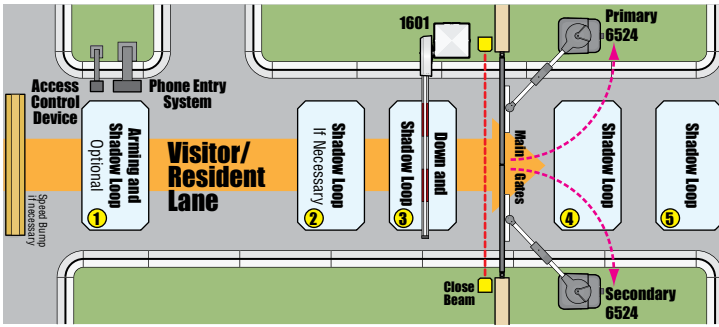 1601
Primary
6524
Access
Control
Device
Phone Entry
System
Speed Bump
if necessary
Arming and
Shadow Loop
Optional
1
Visitor/
Resident
Lane
Shadow Loop
If Necessary
2
Down and
Shadow Loop
3
Main Gates
Shadow Loop
4
Shadow Loop
5
Close
Beam
Secondary
6524